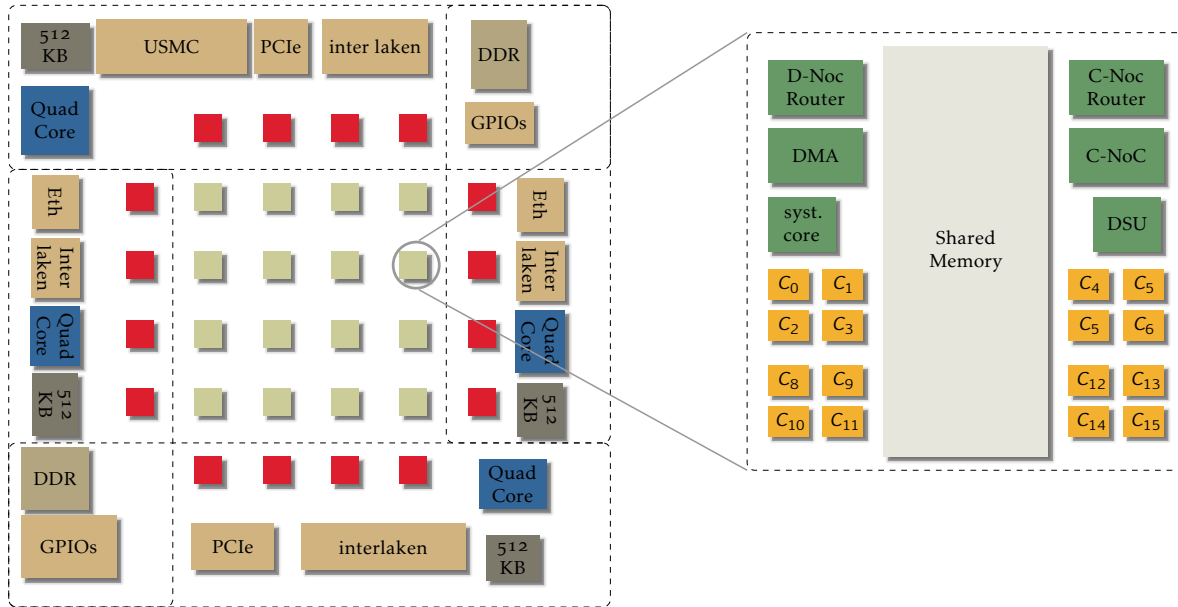 512
KB
USMC
PCIe
inter laken
DDR
Quad
Core
GPIOs
Eth
Inter
laken
Quad
Core
512
KB
Eth
Inter
laken
Quad
Core
512
KB
DDR
GPIOs
PCIe
interlaken
Quad
Core
512
KB
D-Noc
Router
DMA
syst.
core
C0 C1
C2 C3
C8 C9
C10 C11
Shared
Memory
C-Noc
Router
C-NoC
DSU
C4 C5
C5 C6
C12 C13
C14 C15